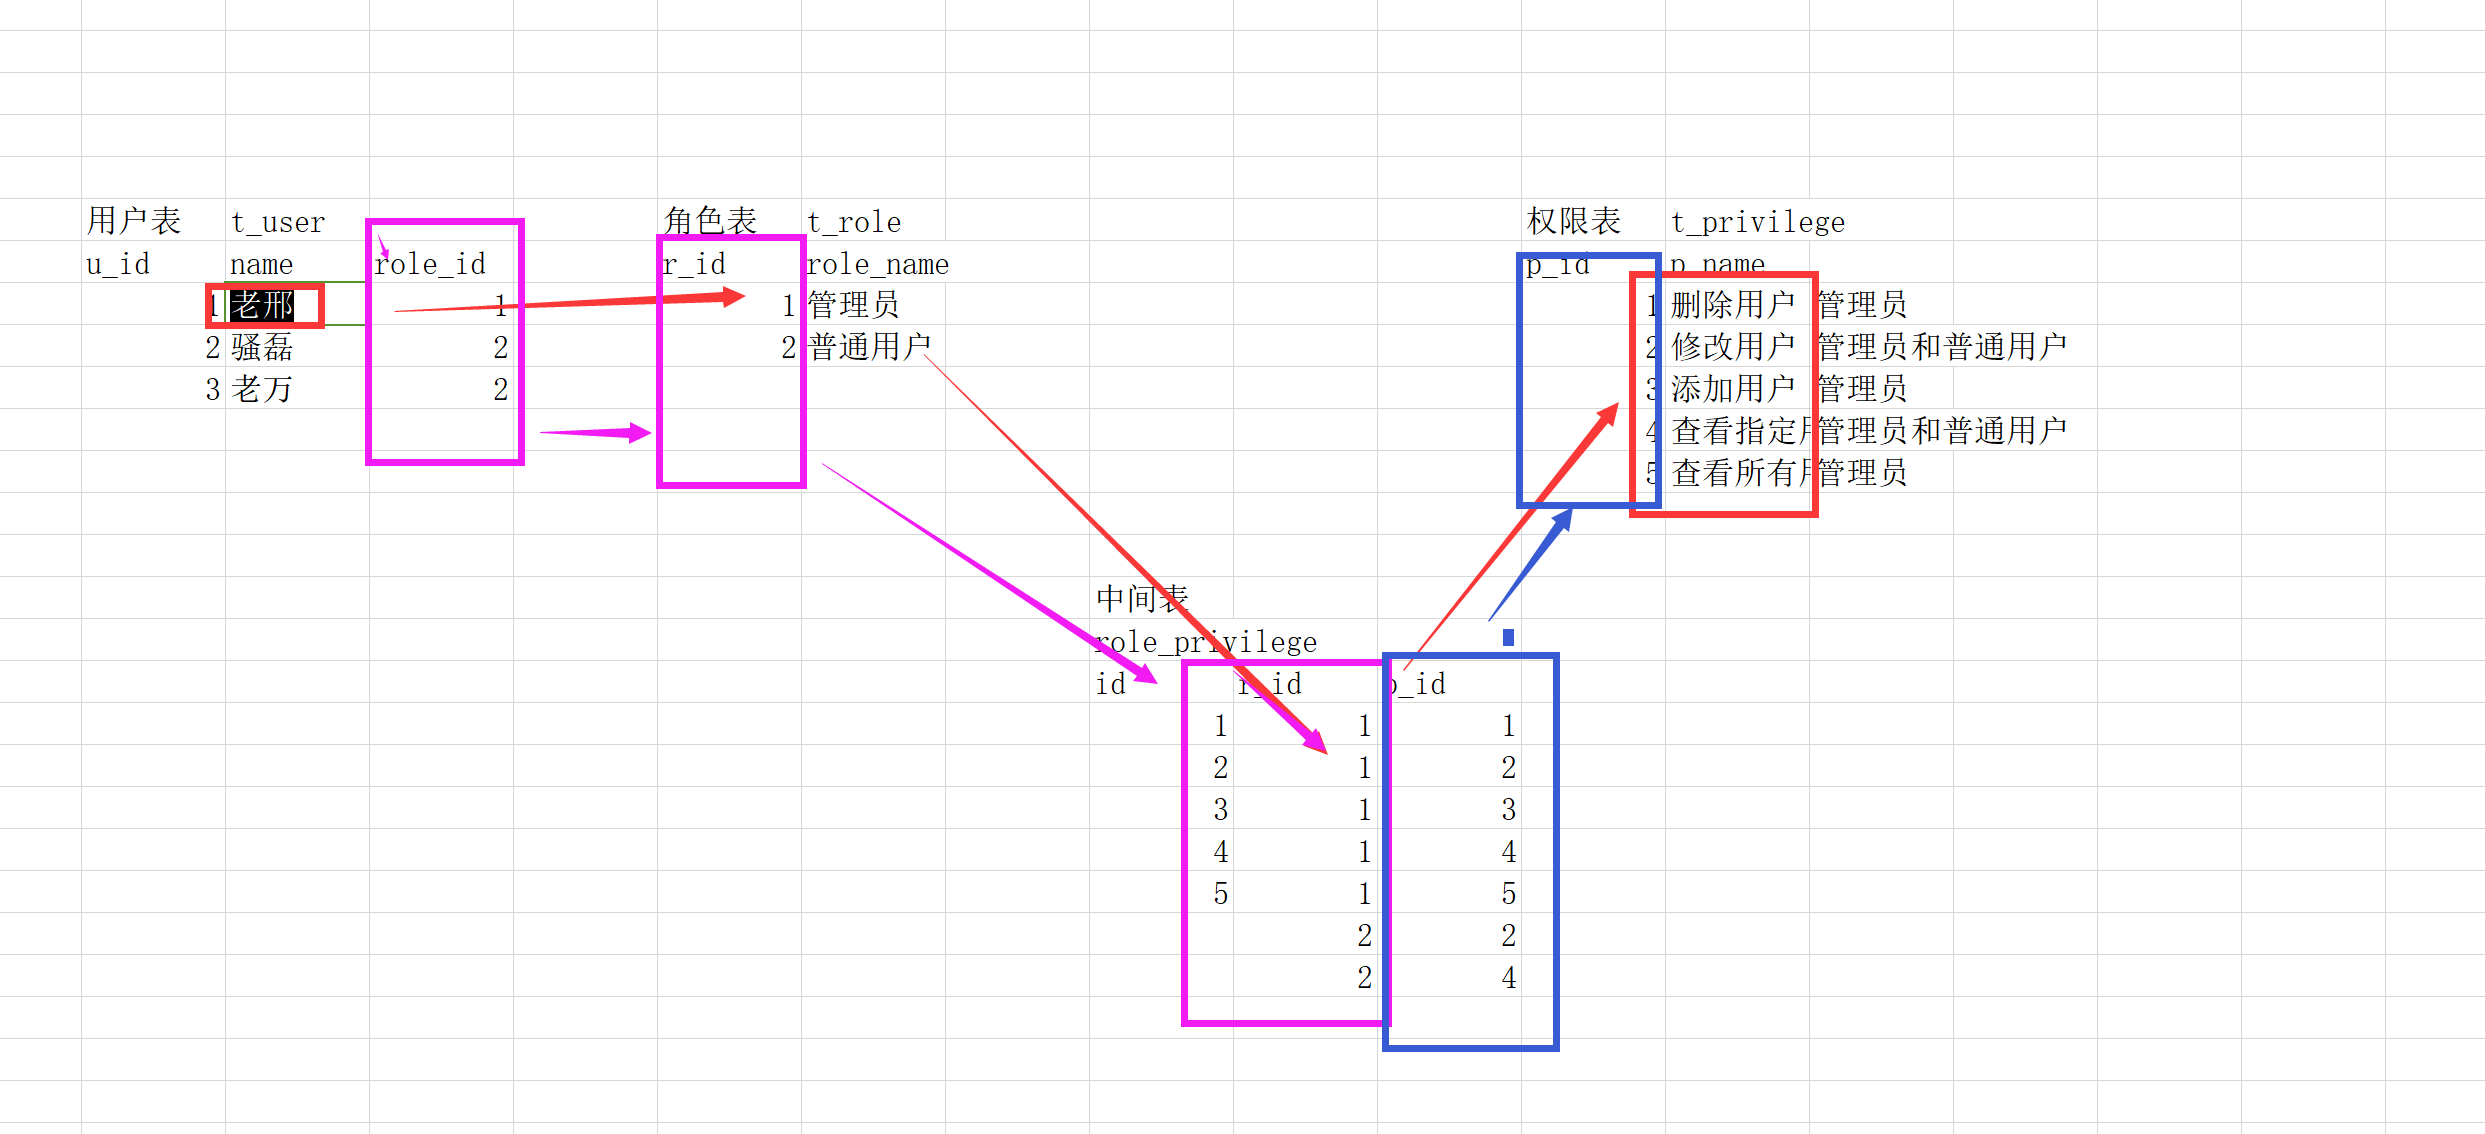 用户表 t_user
u_id name role_id
1 老邢 1
2 骚磊 2
3 老万 2
角色表 t_role
r_id role_name
1 管理员
2 普通用户
权限表 t_privilege
p_id p_name
1 删除用户 管理员
2 修改用户 管理员和普通用户
3 添加用户 管理员
4 查看指定用 管理员和普通用户
5 查看所有用 管理员
中间表
role_privilege
id r_id p_id
1 1 1
2 1 2
3 1 3
4 1 4
5 1 5
2 2
2 4